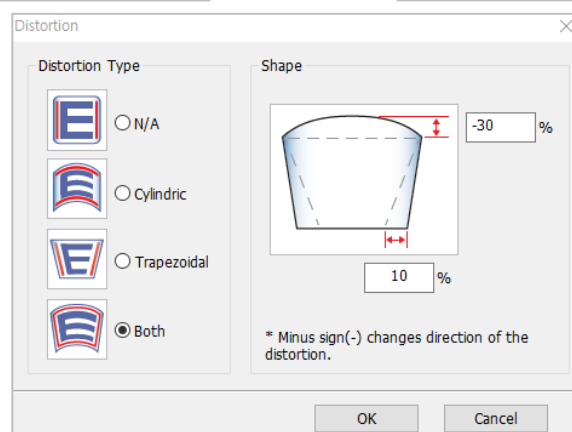 Distortion
Distortion Type
N/A
Cylindric
Trapezoidal
Both
Shape
-30 %
10 %
* Minus sign(-) changes direction of the
distortion.
OK
Cancel